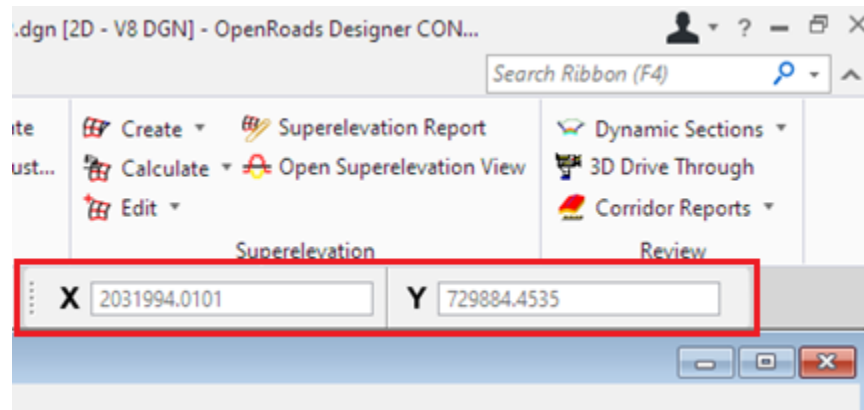 .dgn [2D - V8 DGN] - OpenRoads Designer CON...
?
Search Ribbon (F4)
Create Superelevation Report Dynamic Sections
ust... Calculate Open Superelevation View 3D Drive Through
Edit Corridor Reports
Superelevation Review
X 2031994.0101 Y 729884.4535